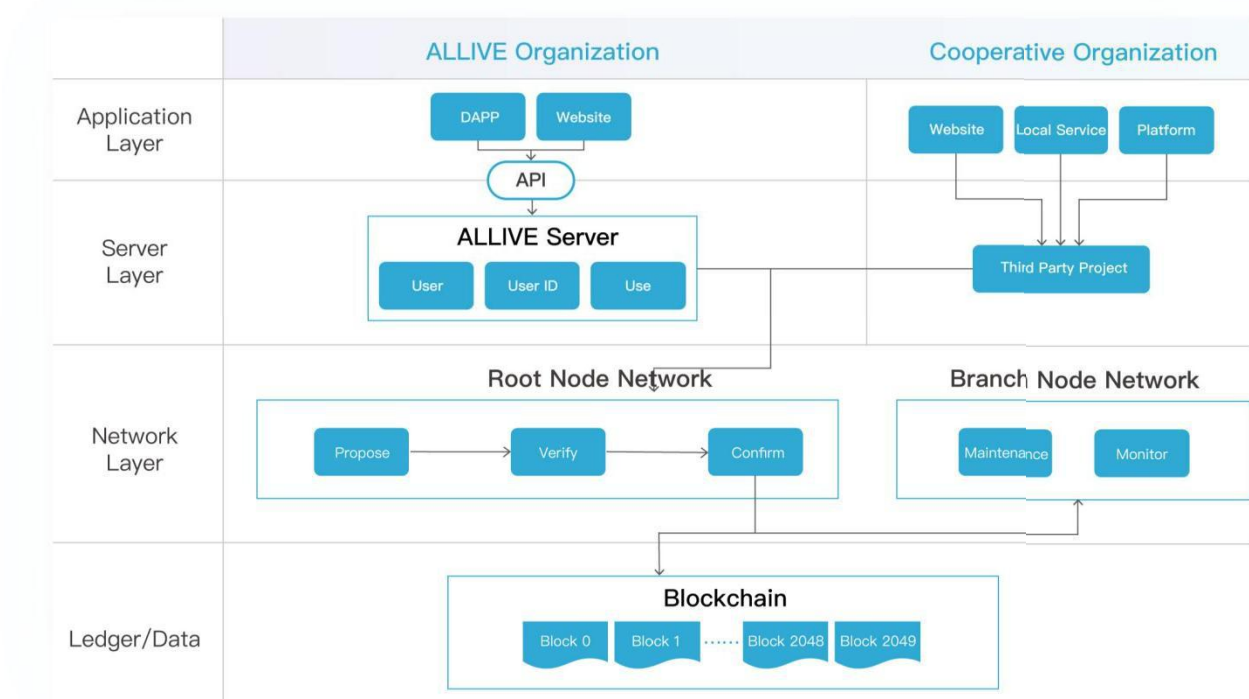 ALLIVE Organization
Cooperative Organization
Application
Layer
DAPP
Website
Website
Local Service
Platform
API
Server
Layer
ALLIVE Server
User
User ID
Use
Third Party Project
Network
Layer
Root Node Network
Branch Node Network
Propose
Verify
Confirm
Maintenance
Monitor
Ledger/Data
Blockchain
Block 0
Block 1
......
Block 2048
Block 2049